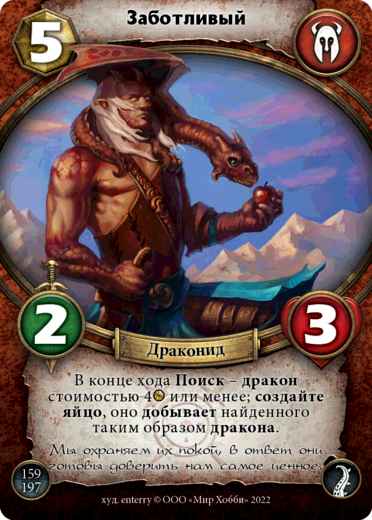 Заботливый
5
2
3
Драконид
В конце хода Поиск – дракон
стоимостью 4 или менее; создайте
яйцо, оно добывает найденного
таким образом дракона.
Мы охраняем их покой, в ответ они
готовы доверить нам самое ценное.
159
197
худ. enterry © ООО «Мир Хобби» 2022